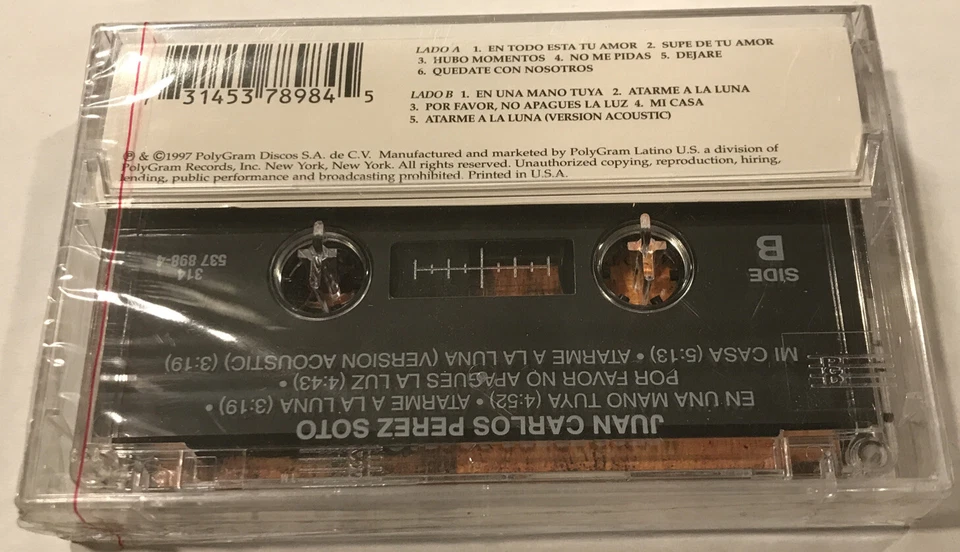 LADO A 1. EN TODO ESTA TU AMOR 2. SUPE DE TU AMOR
3. HUBO MOMENTOS 4. NO ME PIDAS 5. DEJARE
6. QUEDATE CON NOSOTROS
LADO B 1. EN UNA MANO TUYA 2. ATARME A LA LUNA
3. POR FAVOR, NO APAGUES LA LUZ 4. MI CASA
5. ATARME A LA LUNA (VERSION ACOUSTIC)
7 31453 78984 5
℗ & ©1997 PolyGram Discos S.A. de C.V. Manufactured and marketed by PolyGram Latino U.S. a division of
PolyGram Records, Inc. New York, New York. All rights reserved. Unauthorized copying, reproduction, hiring,
lending, public performance and broadcasting prohibited. Printed in U.S.A.
JUAN CARLOS PEREZ SOTO
EN UNA MANO TUYA (4:52) • ATARME A LA LUNA (3:19) •
POR FAVOR NO APAGUES LA LUZ (4:43) •
MI CASA (5:13) • ATARME A LA LUNA (VERSION ACOUSTIC) (3:19)
SIDE
B
314
537 898-4